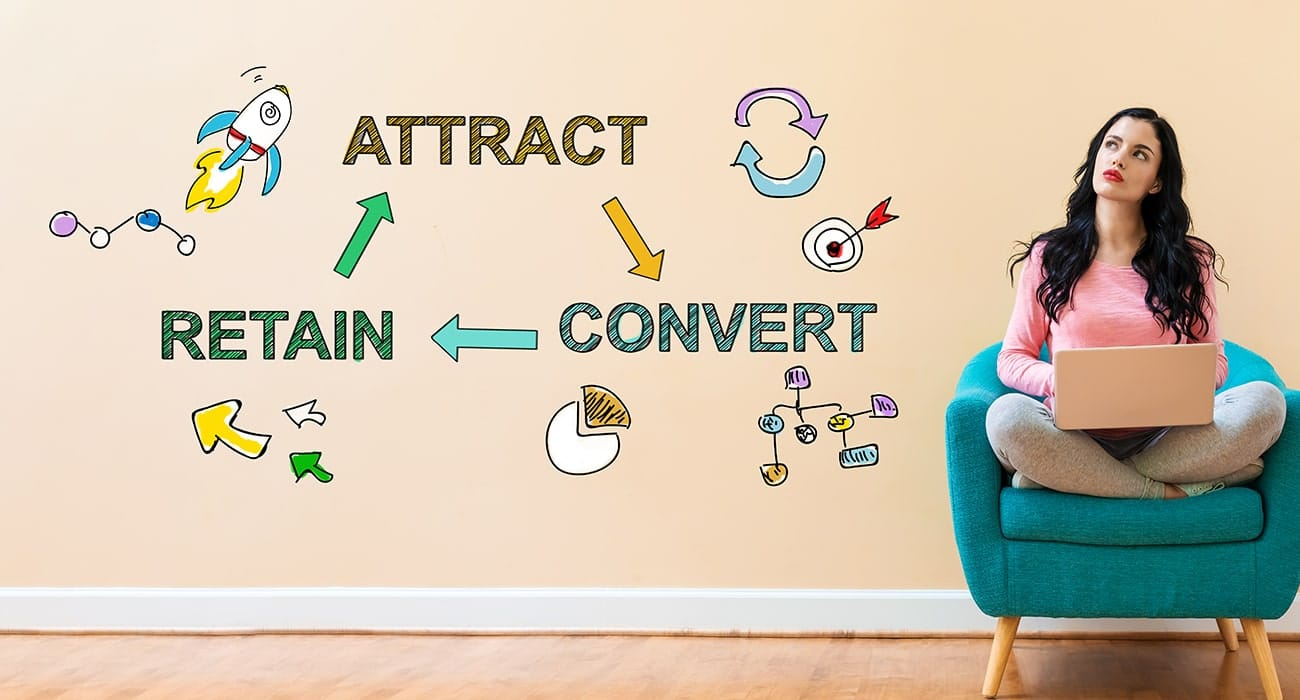 ATTRACT
CONVERT
RETAIN